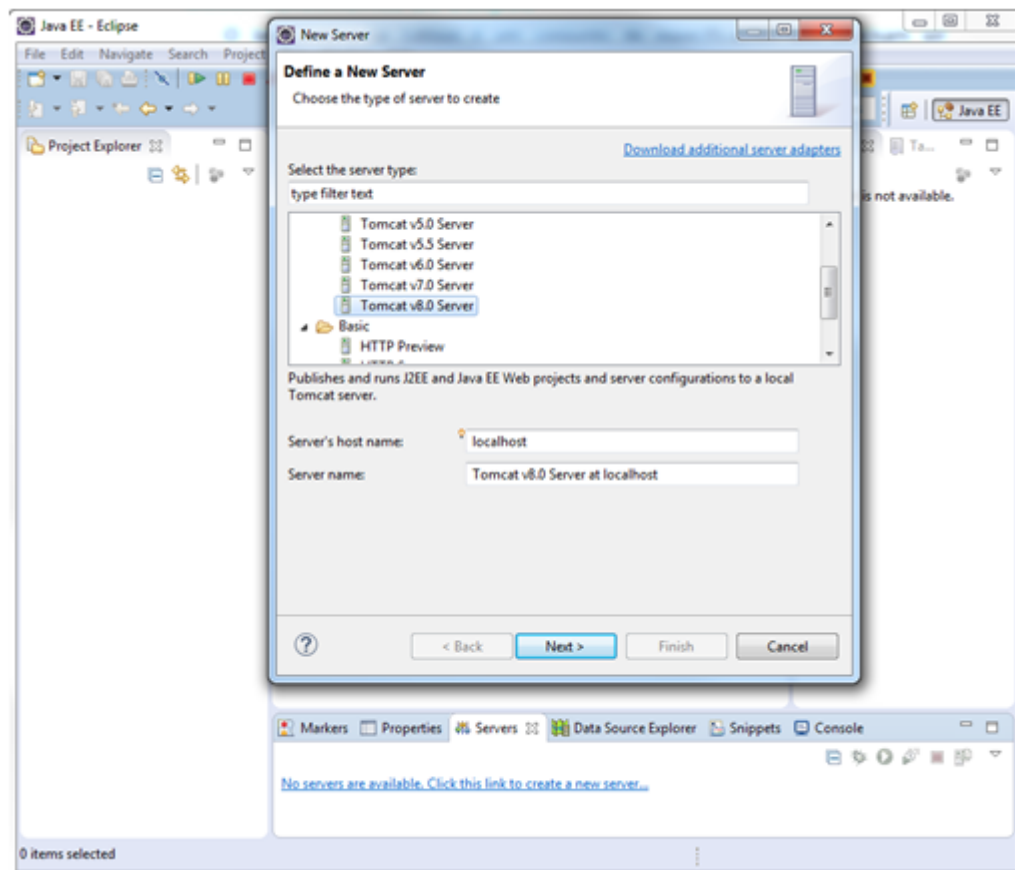 Java EE - Eclipse
File Edit Navigate Search Project
Java EE
Project Explorer
Ta...
is not available.
New Server
Define a New Server
Choose the type of server to create
Download additional server adapters
Select the server type:
type filter text
Tomcat v5.0 Server
Tomcat v5.5 Server
Tomcat v6.0 Server
Tomcat v7.0 Server
Tomcat v8.0 Server
Basic
HTTP Preview
Publishes and runs J2EE and Java EE Web projects and server configurations to a local
Tomcat server.
Server's host name: localhost
Server name: Tomcat v8.0 Server at localhost
? < Back Next > Finish Cancel
Markers Properties Servers Data Source Explorer Snippets Console
No servers are available. Click this link to create a new server...
0 items selected